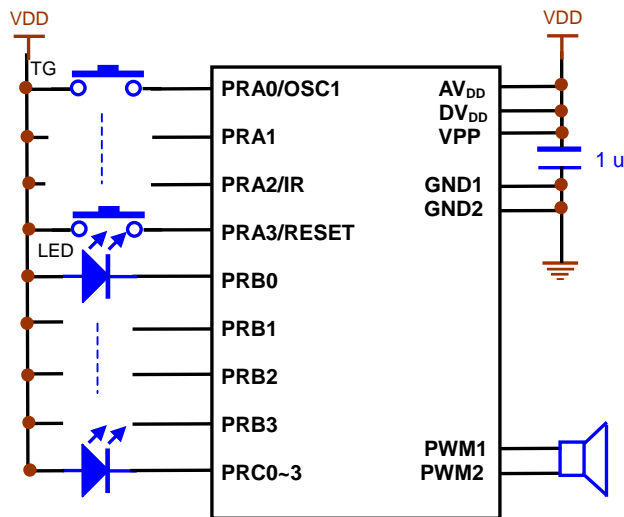 VDD
VDD
TG
PRA0/OSC1
AVDD
DVDD
PRA1
VPP
1 u
PRA2/IR
GND1
GND2
PRA3/RESET
LED
PRB0
PRB1
PRB2
PRB3
PWM1
PRC0~3
PWM2